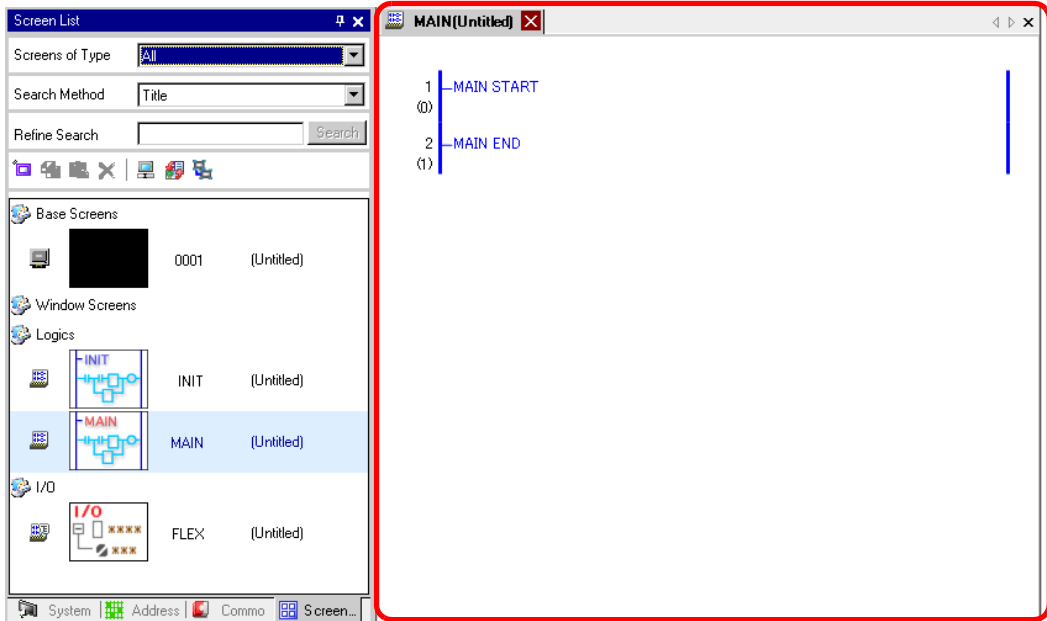 Screen List
Screens of Type All
Search Method Title
Refine Search Search
Base Screens
0001 (Untitled)
Window Screens
Logics
INIT
INIT (Untitled)
MAIN
MAIN (Untitled)
I/O
I/O
****
***
FLEX (Untitled)
System Address Commo Screen...
MAIN(Untitled)
1 MAIN START
(0)
2 MAIN END
(1)